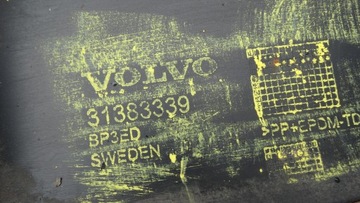 VOLVO
31383339
BP3ED
SWEDEN
>PP+EPDM-TD